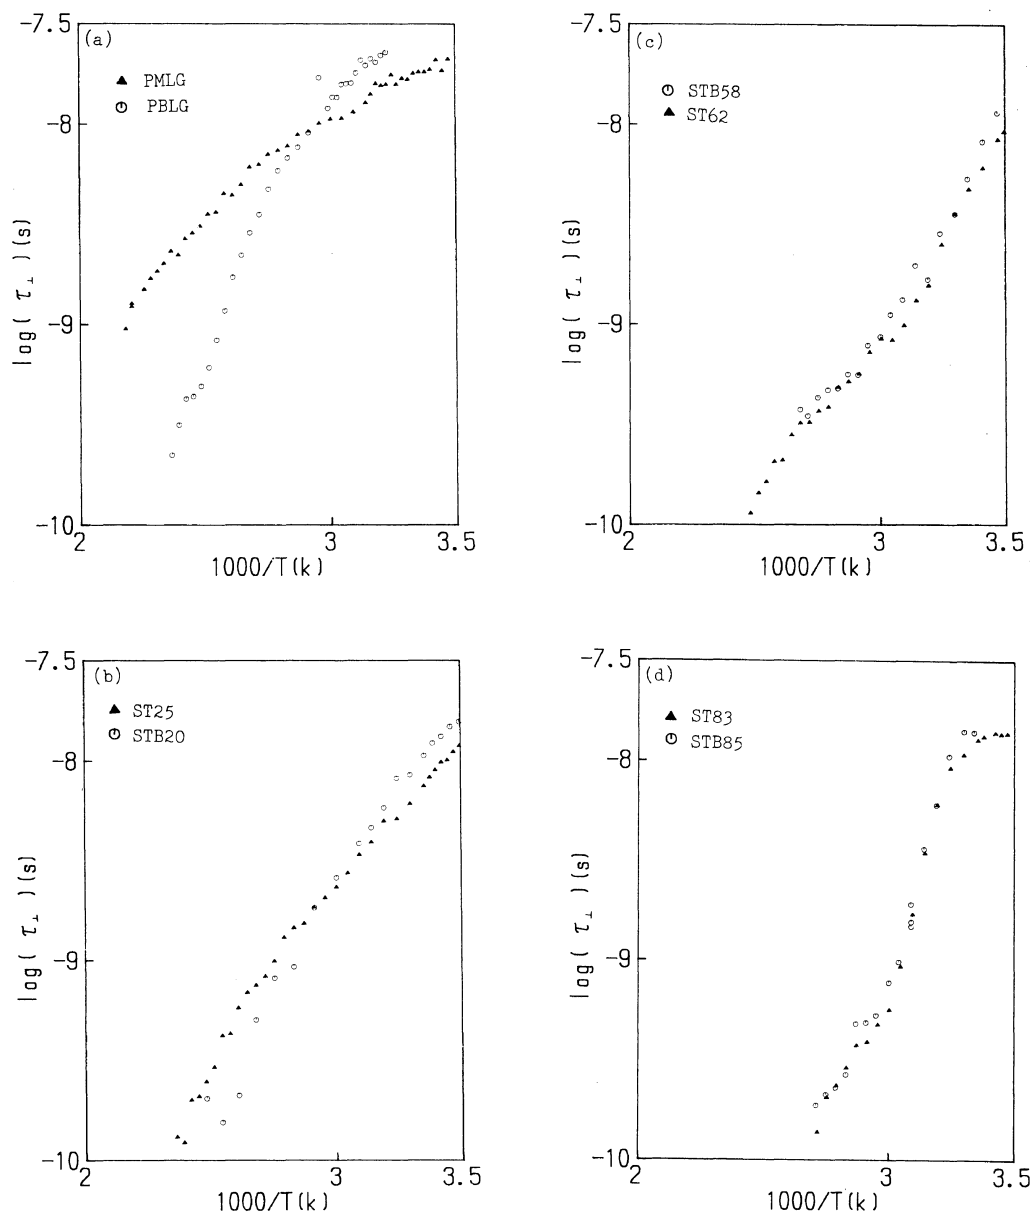 (a)
▲ PMLG
○ PBLG
-7.5
-8
-9
-10
log(τ⊥)(s)
2
3
3.5
1000/T(k)
(c)
○ STB58
▲ ST62
-7.5
-8
-9
-10
log(τ⊥)(s)
2
3
3.5
1000/T(k)
(b)
▲ ST25
○ STB20
-7.5
-8
-9
-10
log(τ⊥)(s)
2
3
3.5
1000/T(k)
(d)
▲ ST83
○ STB85
-7.5
-8
-9
-10
log(τ⊥)(s)
2
3
3.5
1000/T(k)